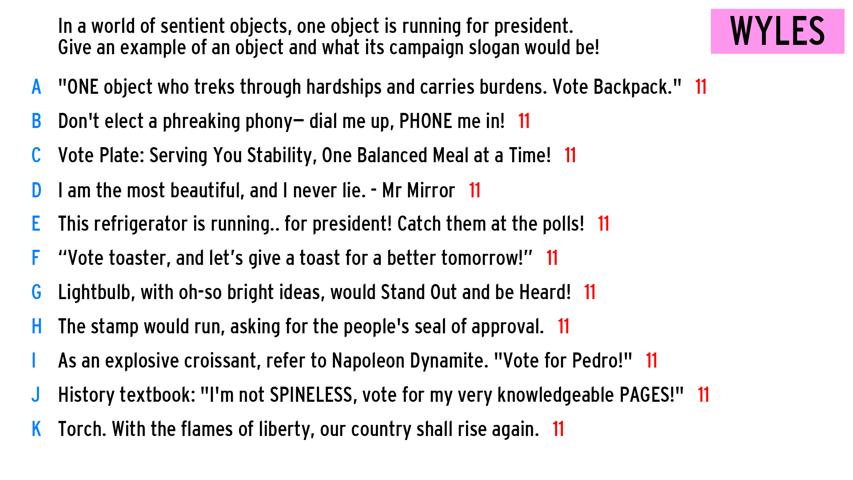 In a world of sentient objects, one object is running for president.
Give an example of an object and what its campaign slogan would be!
WYLES
A "ONE object who treks through hardships and carries burdens. Vote Backpack." 11
B Don't elect a phreaking phony— dial me up, PHONE me in! 11
C Vote Plate: Serving You Stability, One Balanced Meal at a Time! 11
D I am the most beautiful, and I never lie. - Mr Mirror 11
E This refrigerator is running.. for president! Catch them at the polls! 11
F “Vote toaster, and let’s give a toast for a better tomorrow!” 11
G Lightbulb, with oh-so bright ideas, would Stand Out and be Heard! 11
H The stamp would run, asking for the people's seal of approval. 11
I As an explosive croissant, refer to Napoleon Dynamite. "Vote for Pedro!" 11
J History textbook: "I'm not SPINELESS, vote for my very knowledgeable PAGES!" 11
K Torch. With the flames of liberty, our country shall rise again. 11